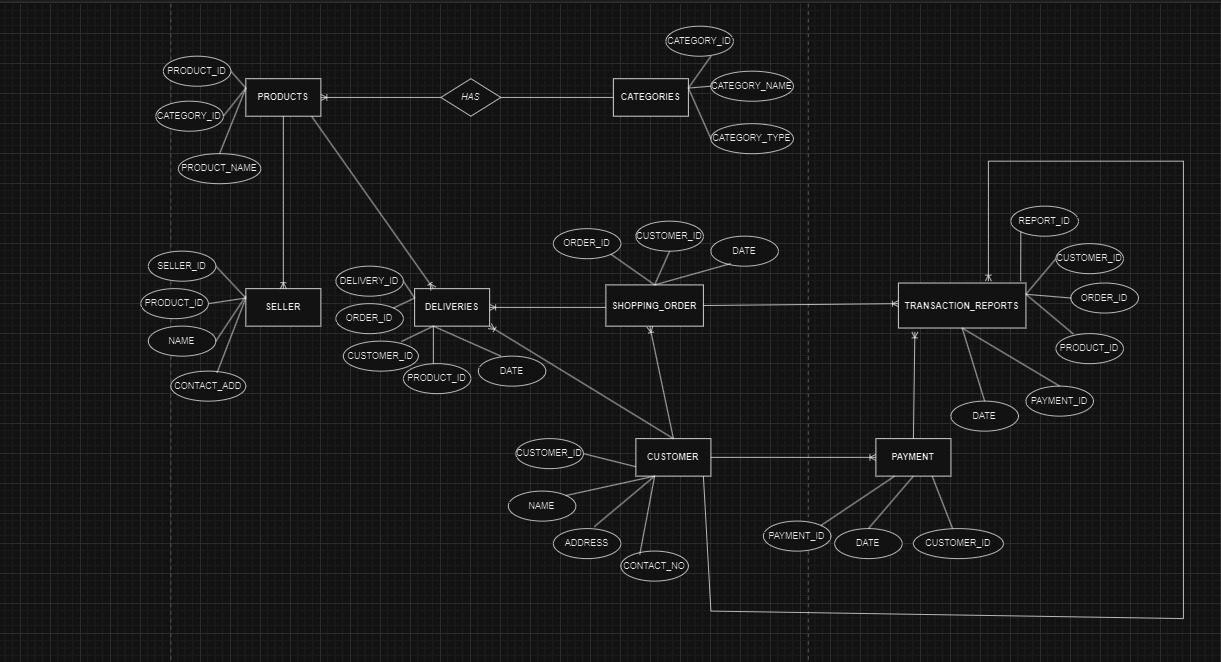 CATEGORY_ID
PRODUCT_ID
CATEGORY_NAME
PRODUCTS
HAS
CATEGORIES
CATEGORY_ID
CATEGORY_TYPE
PRODUCT_NAME
REPORT_ID
CUSTOMER_ID
ORDER_ID
DATE
CUSTOMER_ID
SELLER_ID
DELIVERY_ID
ORDER_ID
PRODUCT_ID
SELLER
DELIVERIES
SHOPPING_ORDER
TRANSACTION_REPORTS
ORDER_ID
NAME
PRODUCT_ID
CUSTOMER_ID
PRODUCT_ID
DATE
CONTACT_ADD
PAYMENT_ID
DATE
CUSTOMER_ID
CUSTOMER
PAYMENT
NAME
ADDRESS
PAYMENT_ID
DATE
CUSTOMER_ID
CONTACT_NO